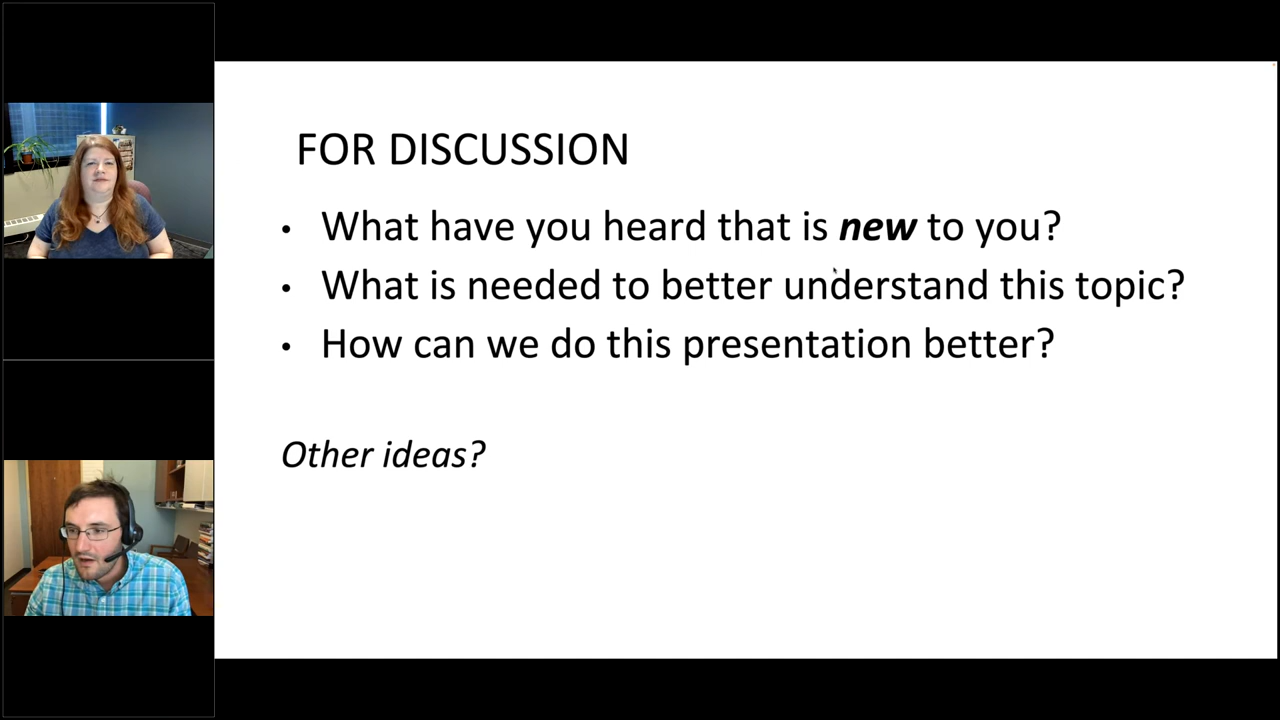 FOR DISCUSSION
• What have you heard that is new to you?
• What is needed to better understand this topic?
• How can we do this presentation better?
Other ideas?